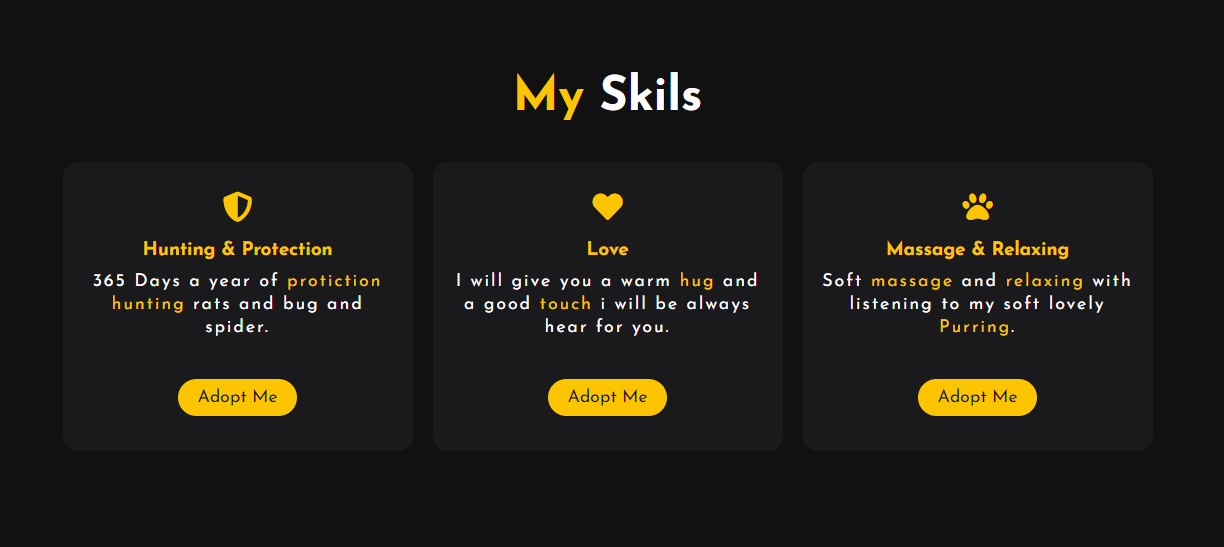 My Skils
Hunting & Protection
365 Days a year of protiction
hunting rats and bug and
spider.
Adopt Me
Love
I will give you a warm hug and
a good touch i will be always
hear for you.
Adopt Me
Massage & Relaxing
Soft massage and relaxing with
listening to my soft lovely
Purring.
Adopt Me